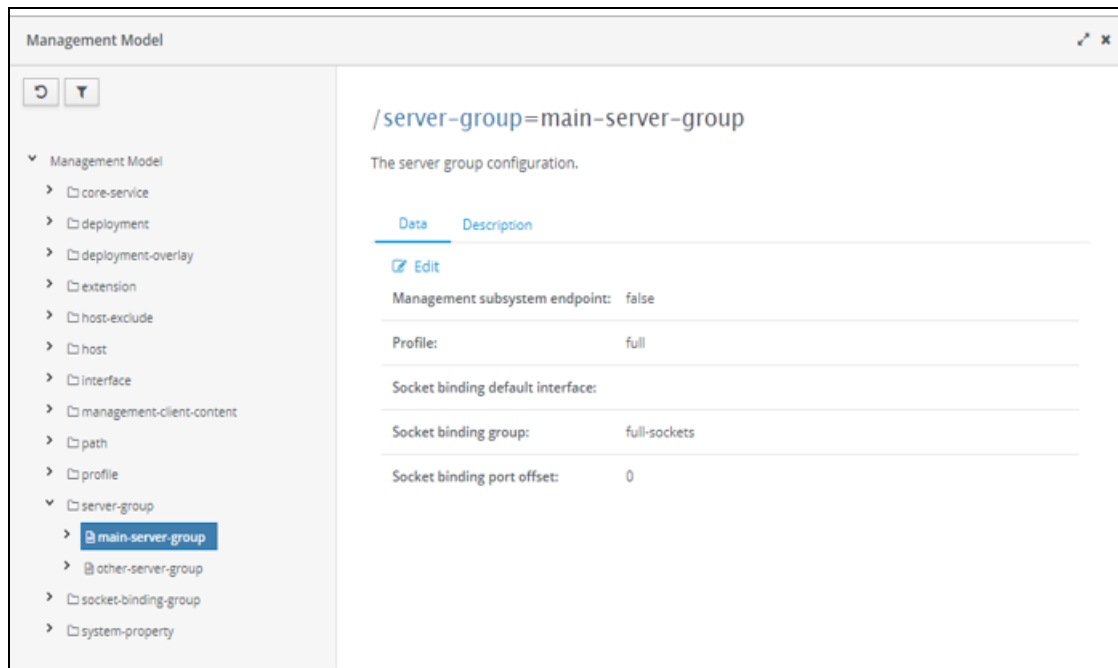 Management Model
/server-group=main-server-group
The server group configuration.
Management Model
core-service
deployment
deployment-overlay
extension
host-exclude
host
interface
management-client-content
path
profile
server-group
main-server-group
other-server-group
socket-binding-group
system-property
Data Description
Edit
Management subsystem endpoint: false
Profile: full
Socket binding default interface:
Socket binding group: full-sockets
Socket binding port offset: 0